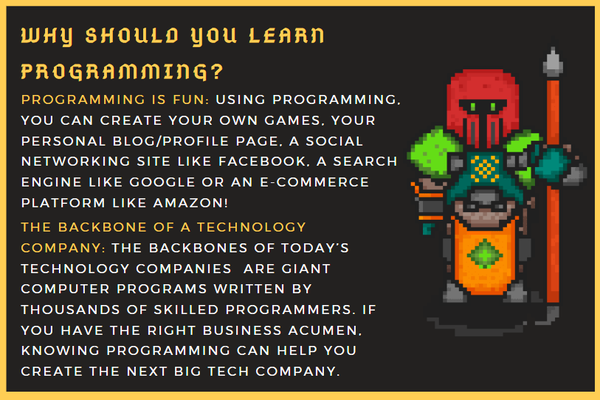 WHY SHOULD YOU LEARN
PROGRAMMING?
PROGRAMMING IS FUN: USING PROGRAMMING,
YOU CAN CREATE YOUR OWN GAMES, YOUR
PERSONAL BLOG/PROFILE PAGE, A SOCIAL
NETWORKING SITE LIKE FACEBOOK, A SEARCH
ENGINE LIKE GOOGLE OR AN E-COMMERCE
PLATFORM LIKE AMAZON!
THE BACKBONE OF A TECHNOLOGY
COMPANY: THE BACKBONES OF TODAY'S
TECHNOLOGY COMPANIES ARE GIANT
COMPUTER PROGRAMS WRITTEN BY
THOUSANDS OF SKILLED PROGRAMMERS. IF
YOU HAVE THE RIGHT BUSINESS ACUMEN,
KNOWING PROGRAMMING CAN HELP YOU
CREATE THE NEXT BIG TECH COMPANY.